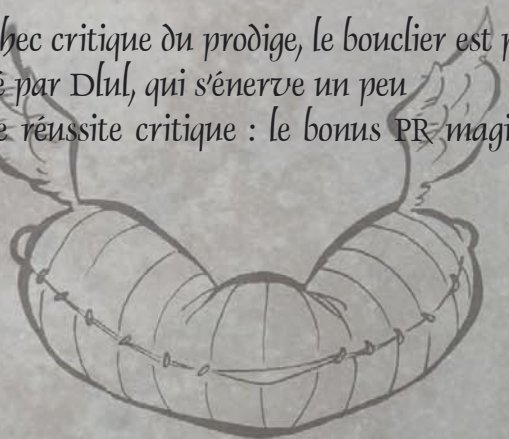 hec critique du prodige, le bouclier est p
é par Dlul, qui s'énerve un peu
e réussite critique : le bonus PR magi